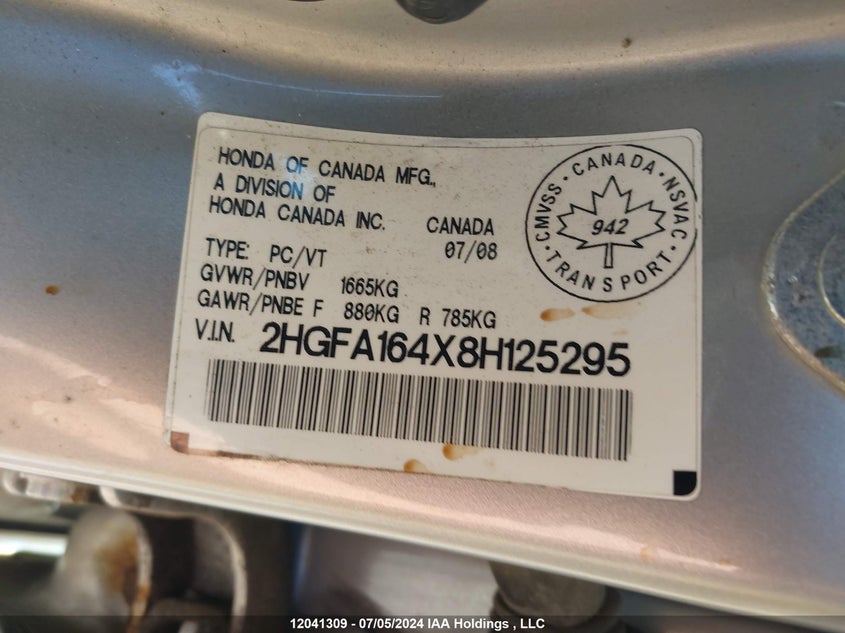 HONDA OF CANADA MFG.,
A DIVISION OF
HONDA CANADA INC. CANADA
TYPE: PC/VT 07/08
GVWR/PNBV 1665KG
GAWR/PNBE F 880KG R 785KG
V.I.N. 2HGFA164X8H125295
CMVSS · CANADA · NSVAC
942
· TRANSPORT ·
12041309 - 07/05/2024 IAA Holdings , LLC